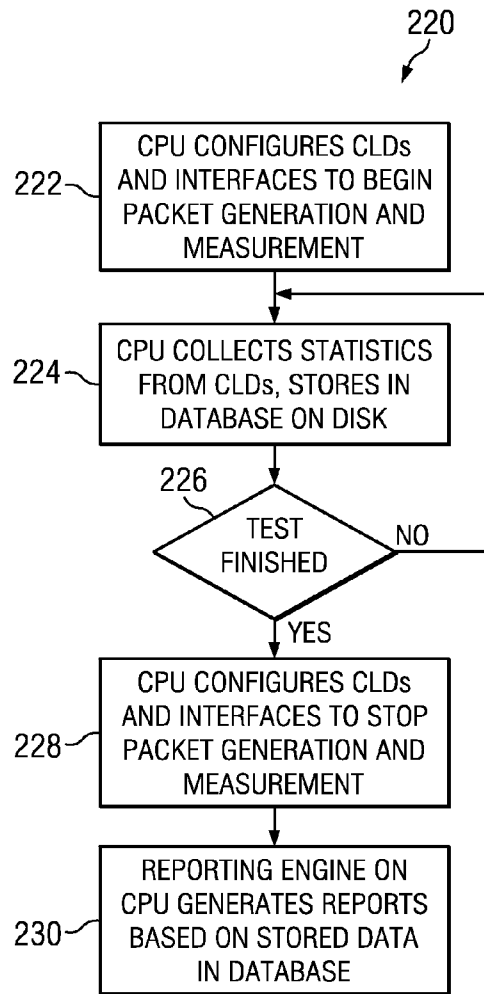 220
222
CPU CONFIGURES CLDs
AND INTERFACES TO BEGIN
PACKET GENERATION AND
MEASUREMENT
224
CPU COLLECTS STATISTICS
FROM CLDs, STORES IN
DATABASE ON DISK
226
TEST
FINISHED
NO
YES
228
CPU CONFIGURES CLDs
AND INTERFACES TO STOP
PACKET GENERATION AND
MEASUREMENT
230
REPORTING ENGINE ON
CPU GENERATES REPORTS
BASED ON STORED DATA
IN DATABASE